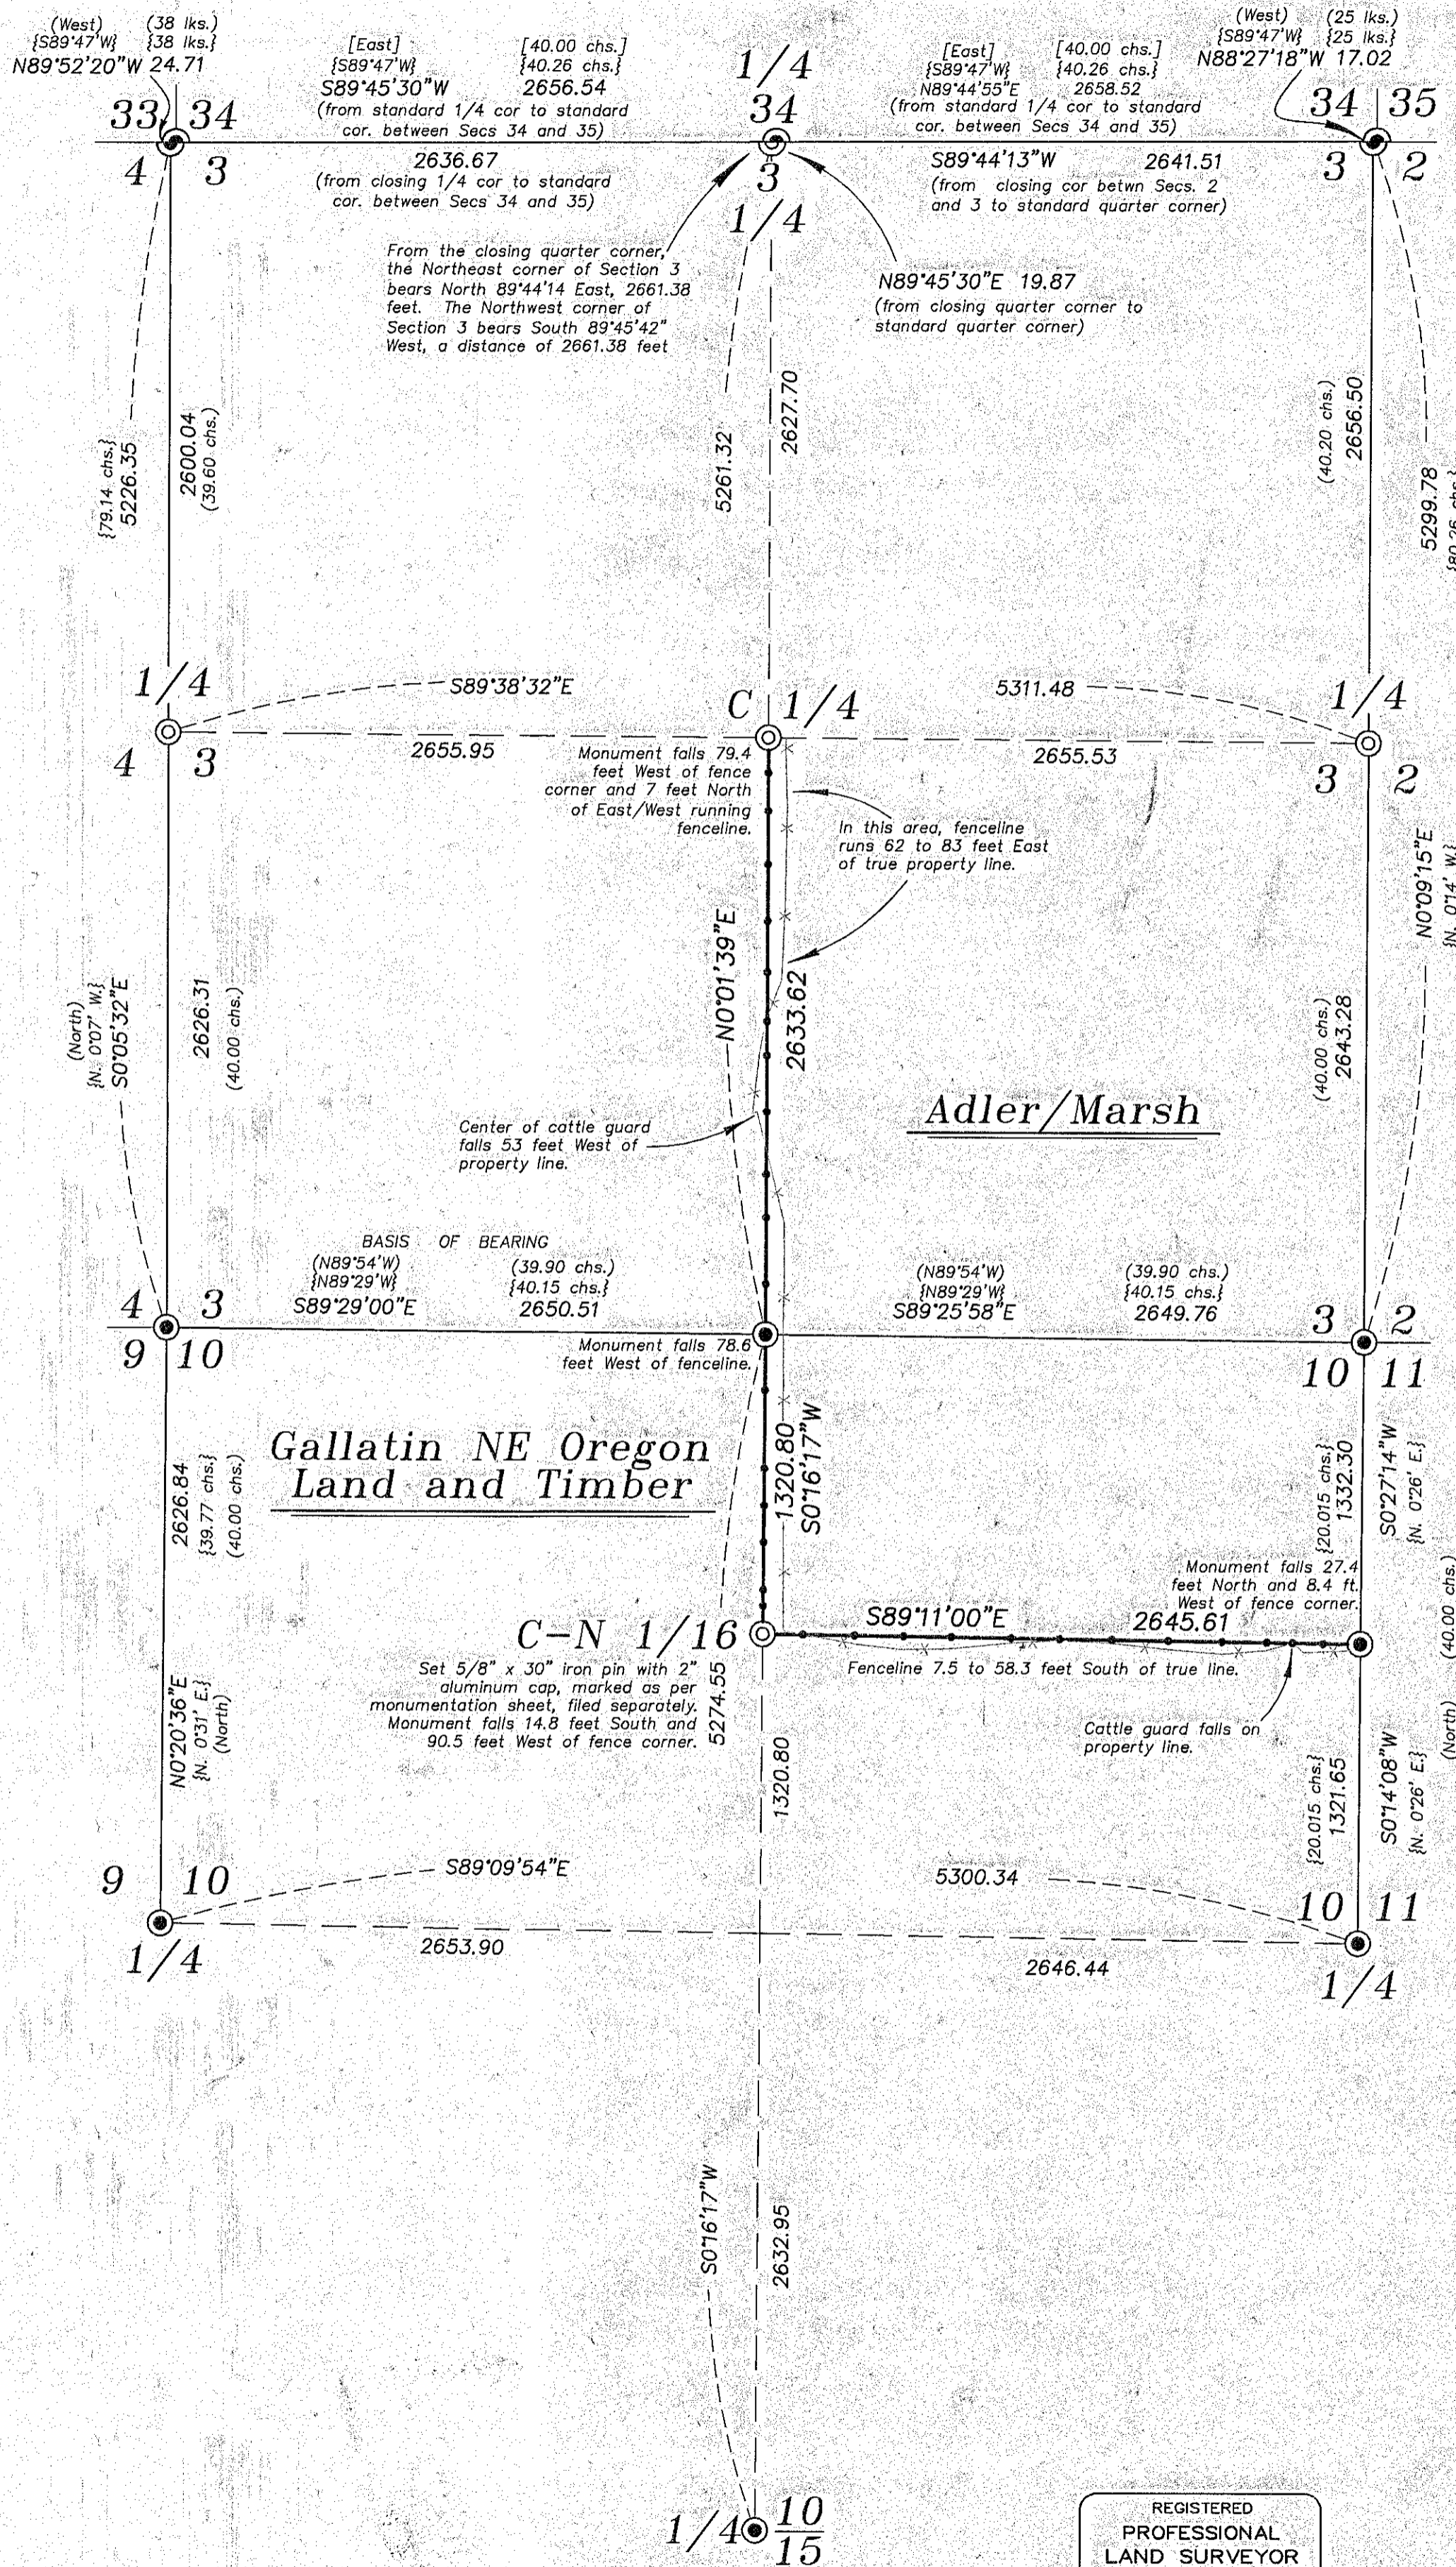 (West) (38 lks.)
{S89°47'W} {38 lks.}
N89°52'20"W 24.71
[East] [40.00 chs.]
{S89°47'W} {40.26 chs.}
S89°45'30"W 2656.54
(from standard 1/4 cor to standard
cor. between Secs 34 and 35)
1/4
34
[East] [40.00 chs.]
{S89°47'W} {40.26 chs.}
N89°44'55"E 2658.52
(from standard 1/4 cor to standard
cor. between Secs 34 and 35)
(West) (25 lks.)
{S89°47'W} {25 lks.}
N88°27'18"W 17.02
33 34
34 35
4 3
2636.67
(from closing 1/4 cor to standard
cor. between Secs 34 and 35)
3
1/4
S89°44'13"W 2641.51
(from closing cor betwn Secs. 2
and 3 to standard quarter corner)
3 2
From the closing quarter corner,
the Northeast corner of Section 3
bears North 89°44'14 East, 2661.38
feet. The Northwest corner of
Section 3 bears South 89°45'42"
West, a distance of 2661.38 feet
N89°45'30"E 19.87
(from closing quarter corner to
standard quarter corner)
{79.14 chs.}
5226.35
2600.04
(39.60 chs.)
5261.32
2627.70
(40.20 chs.)
2656.50
5299.78
{80.26 chs.}
1/4
S89°38'32"E
C 1/4
5311.48
1/4
4 3
2655.95
2655.53
3 2
Monument falls 79.4
feet West of fence
corner and 7 feet North
of East/West running
fenceline.
In this area, fenceline
runs 62 to 83 feet East
of true property line.
(North)
{N. 0°07' W.}
S0°05'32"E
2626.31
(40.00 chs.)
N0°01'39"E
2633.62
(40.00 chs.)
2643.28
N0°09'15"E
{N. 0°14' W.}
Adler/Marsh
Center of cattle guard
falls 53 feet West of
property line.
BASIS OF BEARING
(N89°54'W) (39.90 chs.)
{N89°29'W} {40.15 chs.}
S89°29'00"E 2650.51
(N89°54'W) (39.90 chs.)
{N89°29'W} {40.15 chs.}
S89°25'58"E 2649.76
4 3
3 2
9 10
Monument falls 78.6
feet West of fenceline.
10 11
Gallatin NE Oregon
Land and Timber
2626.84
{39.77 chs.}
(40.00 chs.)
1320.80
S0°16'17"W
{20.015 chs.}
1332.30
S0°27'14"W
{N. 0°26' E.}
Monument falls 27.4
feet North and 8.4 ft.
West of fence corner.
S89°11'00"E 2645.61
C-N 1/16
Set 5/8" x 30" iron pin with 2"
aluminum cap, marked as per
monumentation sheet, filed separately.
Monument falls 14.8 feet South and
90.5 feet West of fence corner.
5274.55
Fenceline 7.5 to 58.3 feet South of true line.
Cattle guard falls on
property line.
N0°20'36"E
{N. 0°31' E.}
(North)
1320.80
{20.015 chs.}
1321.65
S0°14'08"W
{N. 0°26' E.}
(North) (40.00 chs.)
9 10
S89°09'54"E
5300.34
10 11
1/4
2653.90
2646.44
1/4
S0°16'17"W
2632.95
1/4 10
15
REGISTERED
PROFESSIONAL
LAND SURVEYOR